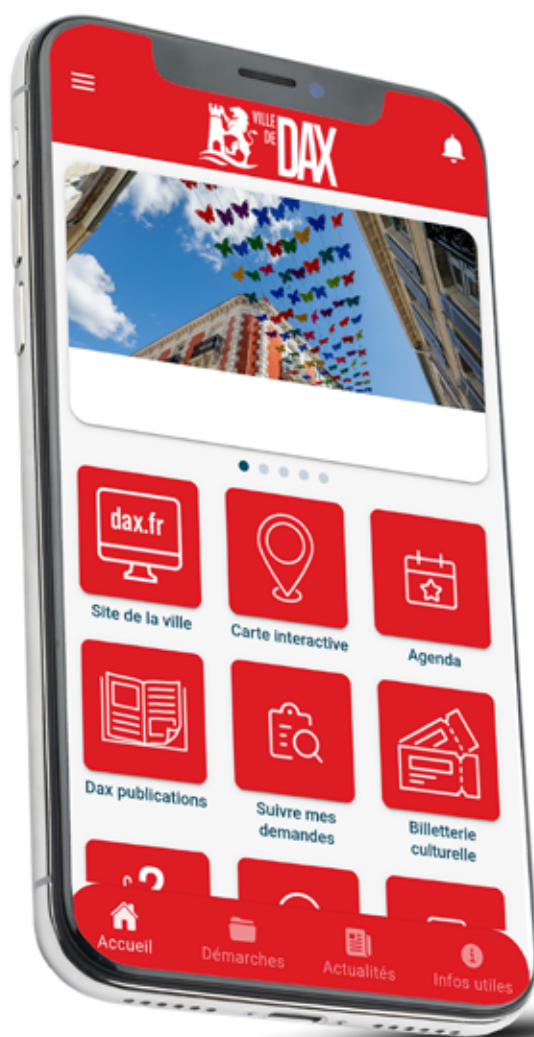 VILLE
DE DAX
dax.fr
Site de la ville
Carte interactive
Agenda
Dax publications
Suivre mes
demandes
Billetterie
culturelle
?
Accueil
Démarches
Actualités
Infos utiles